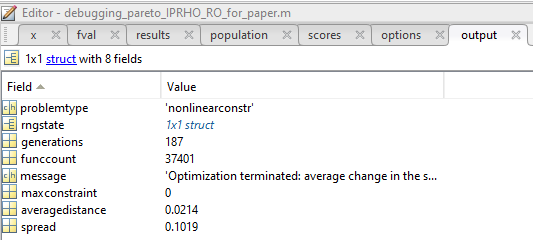 Editor - debugging_pareto_IPRHO_RO_for_paper.m
x fval results population scores options output
1x1 struct with 8 fields
Field Value
problemtype 'nonlinearconstr'
rngstate 1x1 struct
generations 187
funccount 37401
message 'Optimization terminated: average change in the s...
maxconstraint 0
averagedistance 0.0214
spread 0.1019